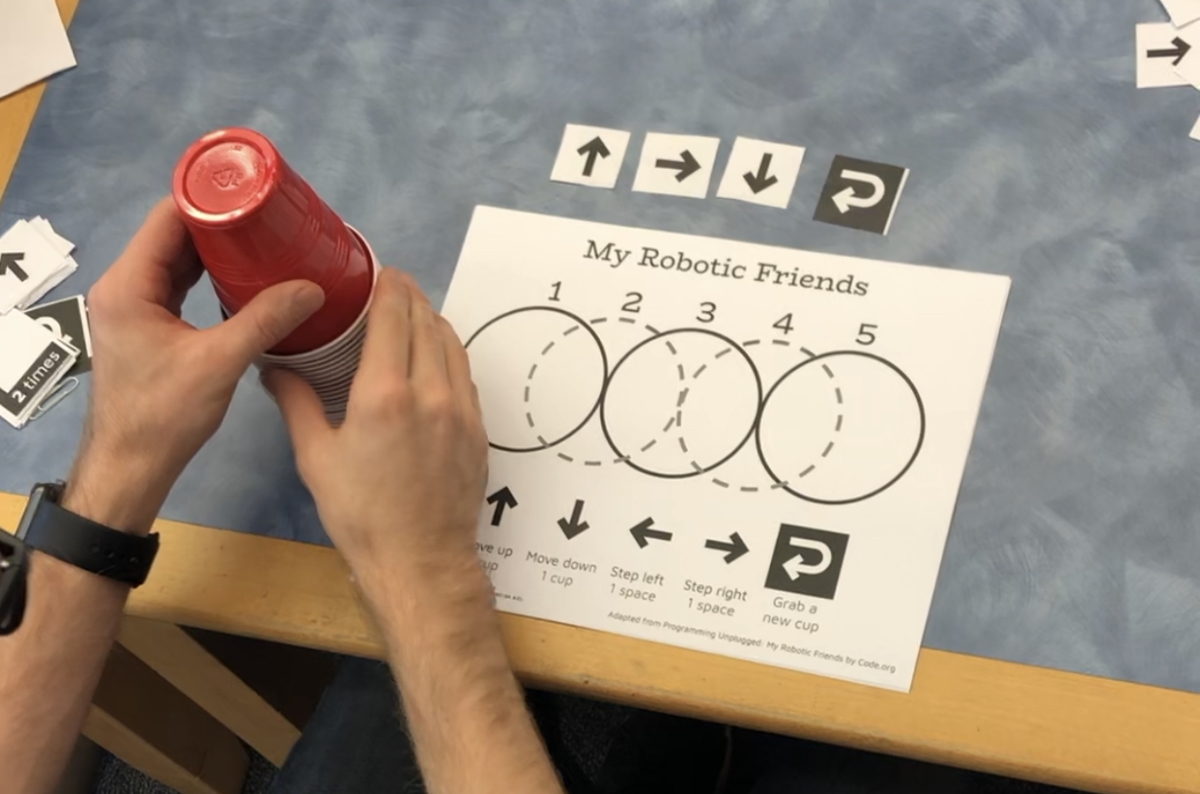 My Robotic Friends
1 2 3 4 5
2 times
up
Move down
1 cup
Step left
1 space
Step right
1 space
Grab a
new cup
Adapted from Programming Unplugged: My Robotic Friends by Code.org